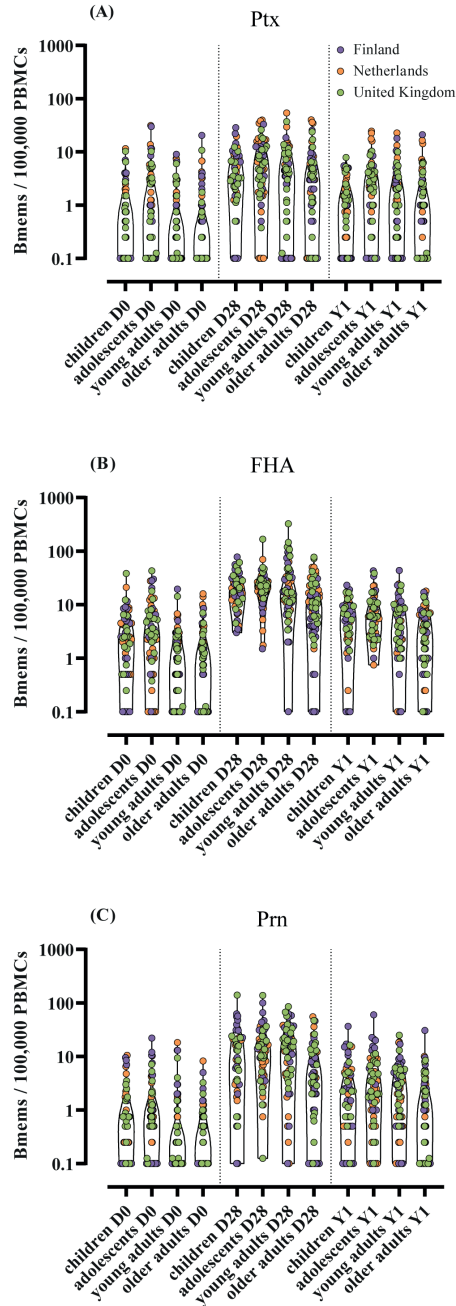 (A)
Ptx
Bmems / 100,000 PBMCs
1000
100
10
1
0.1
Finland
Netherlands
United Kingdom
children D0
adolescents D0
young adults D0
older adults D0
children D28
adolescents D28
young adults D28
older adults D28
children Y1
adolescents Y1
young adults Y1
older adults Y1
(B)
FHA
Bmems / 100,000 PBMCs
1000
100
10
1
0.1
children D0
adolescents D0
young adults D0
older adults D0
children D28
adolescents D28
young adults D28
older adults D28
children Y1
adolescents Y1
young adults Y1
older adults Y1
(C)
Prn
Bmems / 100,000 PBMCs
1000
100
10
1
0.1
children D0
adolescents D0
young adults D0
older adults D0
children D28
adolescents D28
young adults D28
older adults D28
children Y1
adolescents Y1
young adults Y1
older adults Y1